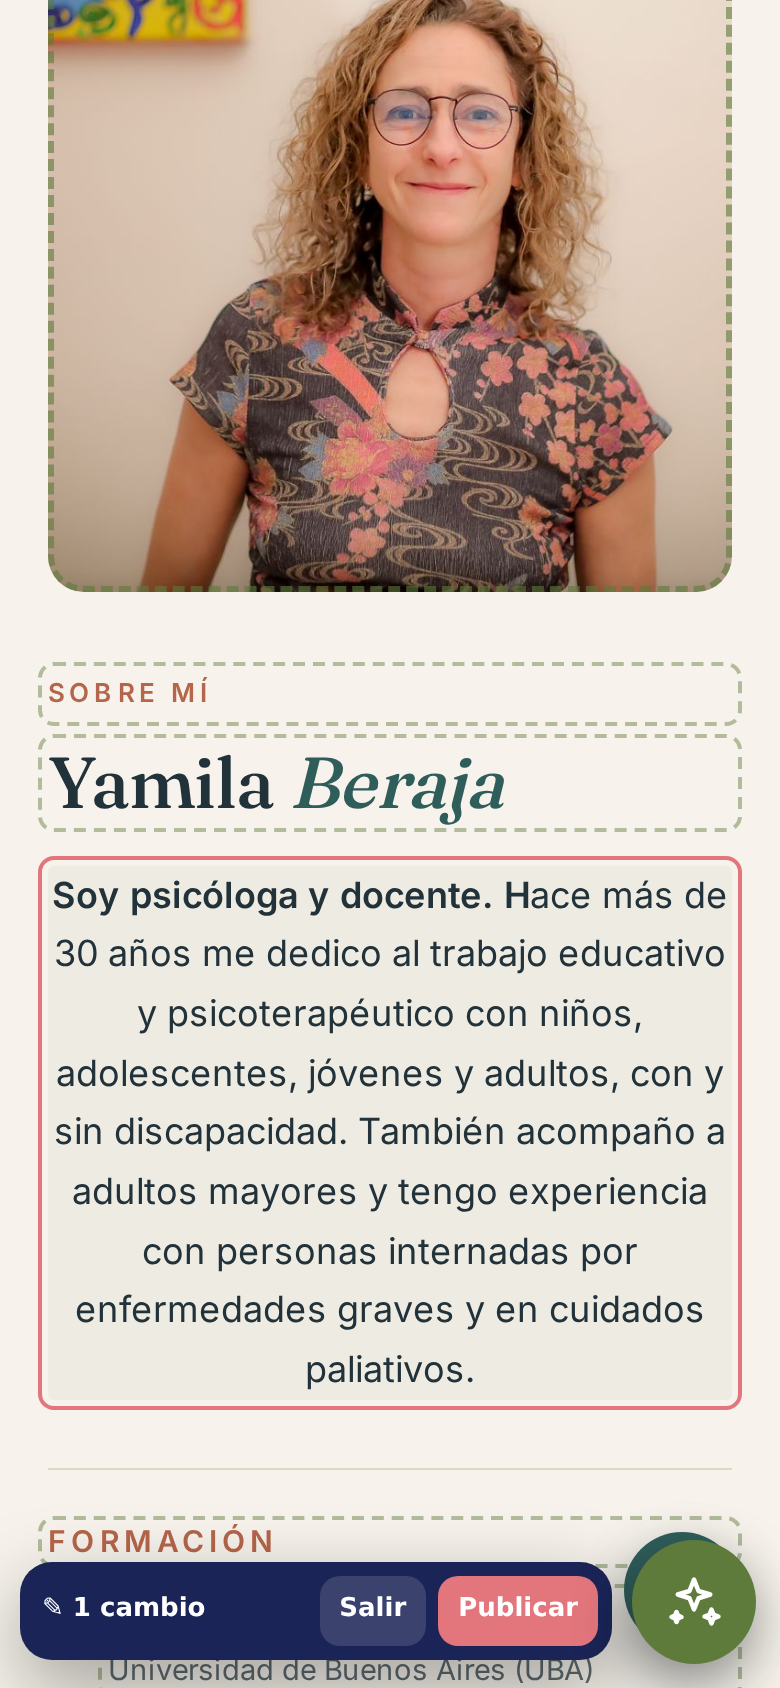 SOBRE MÍ
Yamila Beraja
Soy psicóloga y docente. Hace más de
30 años me dedico al trabajo educativo
y psicoterapéutico con niños,
adolescentes, jóvenes y adultos, con y
sin discapacidad. También acompaño a
adultos mayores y tengo experiencia
con personas internadas por
enfermedades graves y en cuidados
paliativos.
FORMACIÓN
✎ 1 cambio Salir Publicar
Universidad de Buenos Aires (UBA)